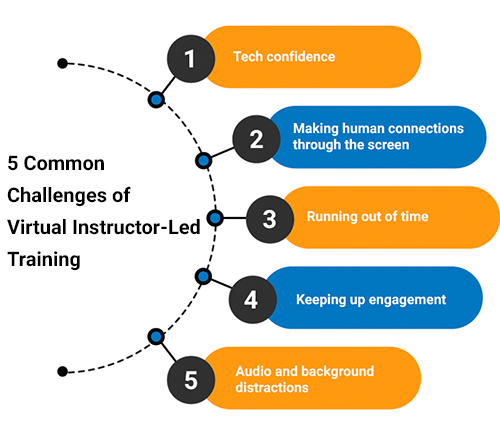 5 Common
Challenges of
Virtual Instructor-Led
Training
1
Tech confidence
2
Making human connections
through the screen
3
Running out of time
4
Keeping up engagement
5
Audio and background
distractions